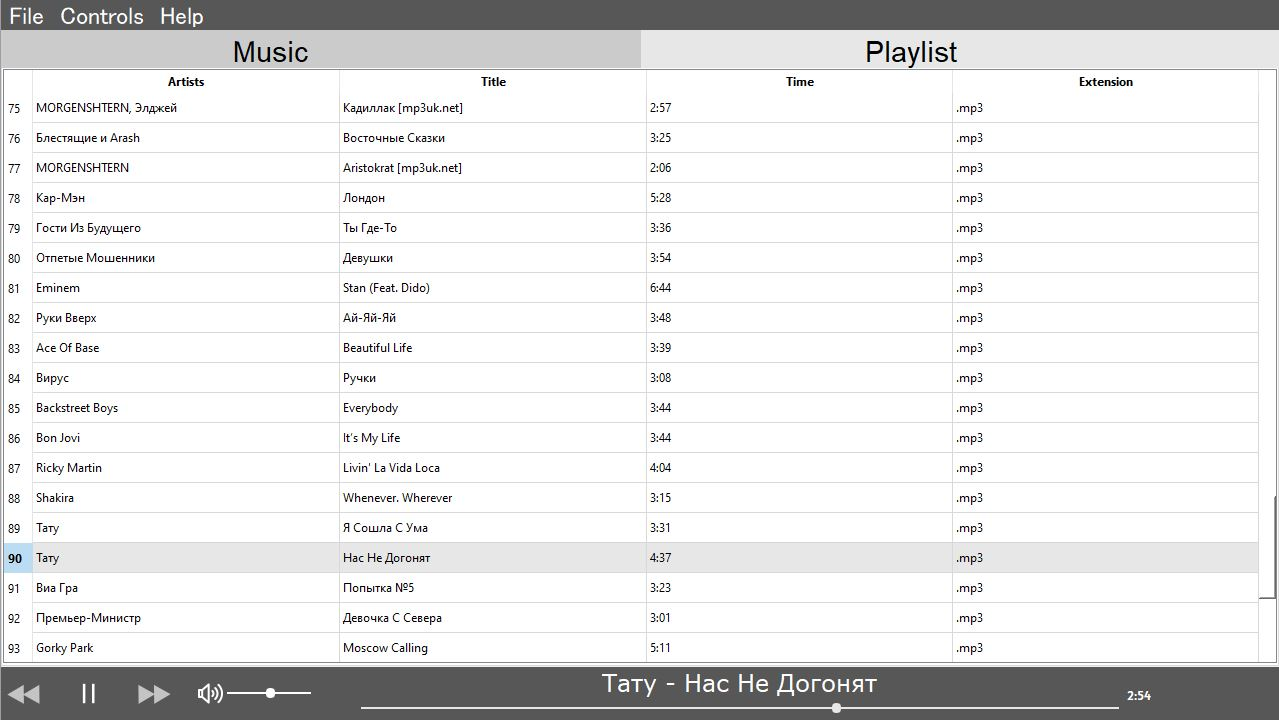 File Controls Help
Music Playlist
Artists Title Time Extension
75 MORGENSHTERN, Элджей Кадиллак [mp3uk.net] 2:57 .mp3
76 Блестящие и Arash Восточные Сказки 3:25 .mp3
77 MORGENSHTERN Aristokrat [mp3uk.net] 2:06 .mp3
78 Кар-Мэн Лондон 5:28 .mp3
79 Гости Из Будущего Ты Где-То 3:36 .mp3
80 Отпетые Мошенники Девушки 3:54 .mp3
81 Eminem Stan (Feat. Dido) 6:44 .mp3
82 Руки Вверх Ай-Яй-Яй 3:48 .mp3
83 Ace Of Base Beautiful Life 3:39 .mp3
84 Вирус Ручки 3:08 .mp3
85 Backstreet Boys Everybody 3:44 .mp3
86 Bon Jovi It's My Life 3:44 .mp3
87 Ricky Martin Livin' La Vida Loca 4:04 .mp3
88 Shakira Whenever. Wherever 3:15 .mp3
89 Тату Я Сошла С Ума 3:31 .mp3
90 Тату Нас Не Догонят 4:37 .mp3
91 Виа Гра Попытка №5 3:23 .mp3
92 Премьер-Министр Девочка С Севера 3:01 .mp3
93 Gorky Park Moscow Calling 5:11 .mp3
Тату - Нас Не Догонят
2:54